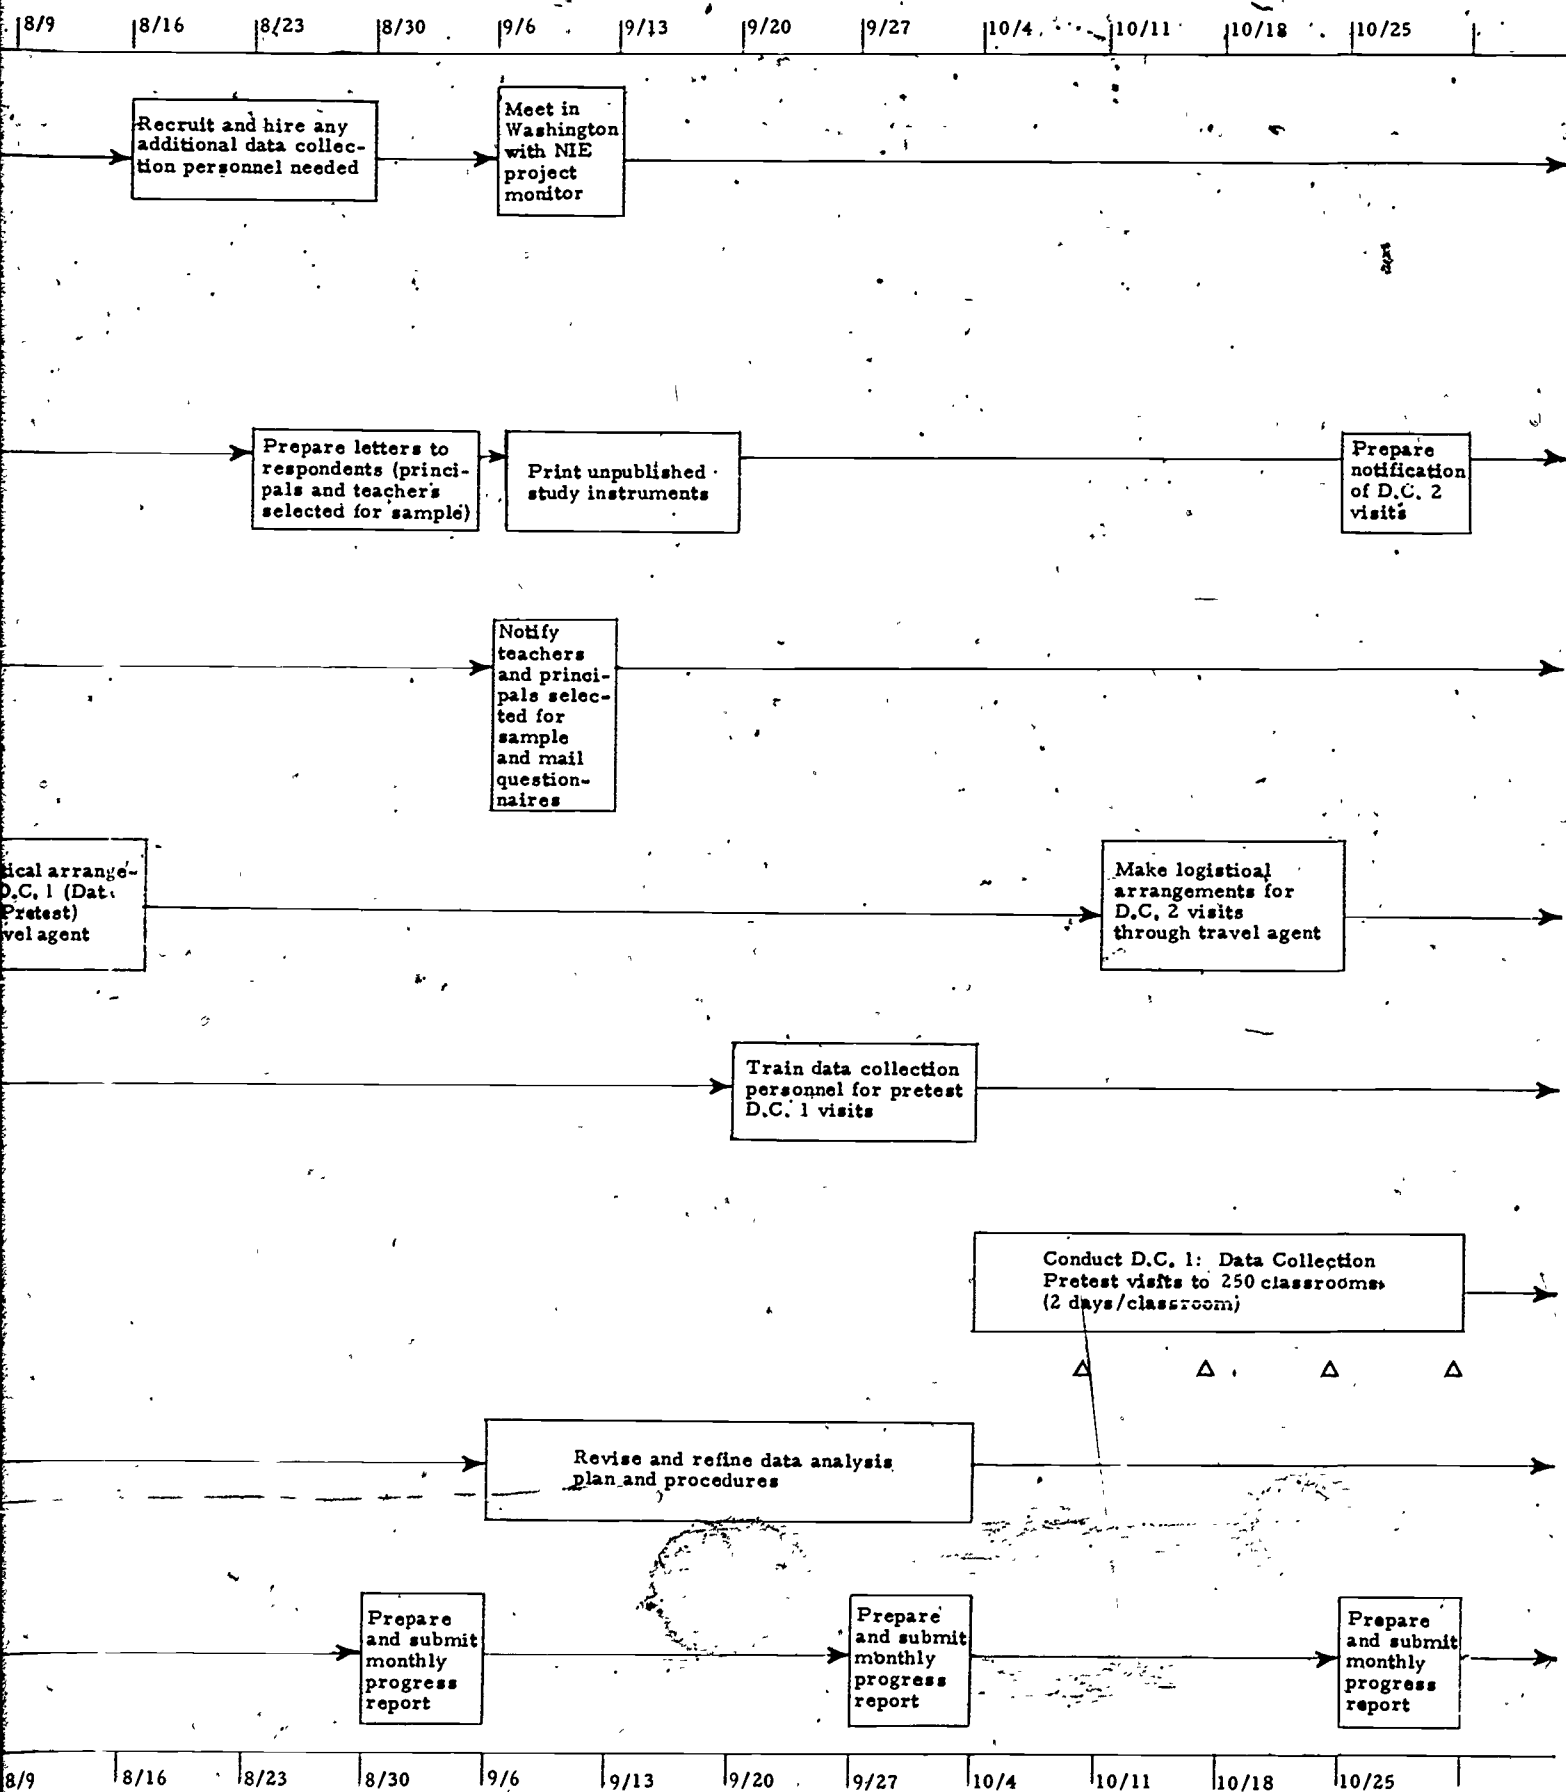 8/9 8/16 8/23 8/30 9/6 9/13 9/20 9/27 10/4 10/11 10/18 10/25
Recruit and hire any
additional data collec-
tion personnel needed
Meet in
Washington
with NIE
project
monitor
Prepare letters to
respondents (princi-
pals and teachers
selected for sample)
Print unpublished
study instruments
Prepare
notification
of D.C. 2
visits
Notify
teachers
and princi-
pals selec-
ted for
sample
and mail
question-
naires
tical arrange-
D.C. 1 (Data
Pretest)
vel agent
Make logistical
arrangements for
D.C. 2 visits
through travel agent
Train data collection
personnel for pretest
D.C. 1 visits
Conduct D.C. 1: Data Collection
Pretest visits to 250 classrooms
(2 days/classroom)
Revise and refine data analysis
plan and procedures
Prepare
and submit
monthly
progress
report
Prepare
and submit
monthly
progress
report
Prepare
and submit
monthly
progress
report
8/9 8/16 8/23 8/30 9/6 9/13 9/20 9/27 10/4 10/11 10/18 10/25